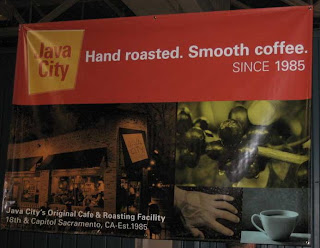 Java
City
Hand roasted. Smooth coffee.
SINCE 1985
Java City's Original Cafe & Roasting Facility
18th & Capitol Sacramento, CA-Est.1985